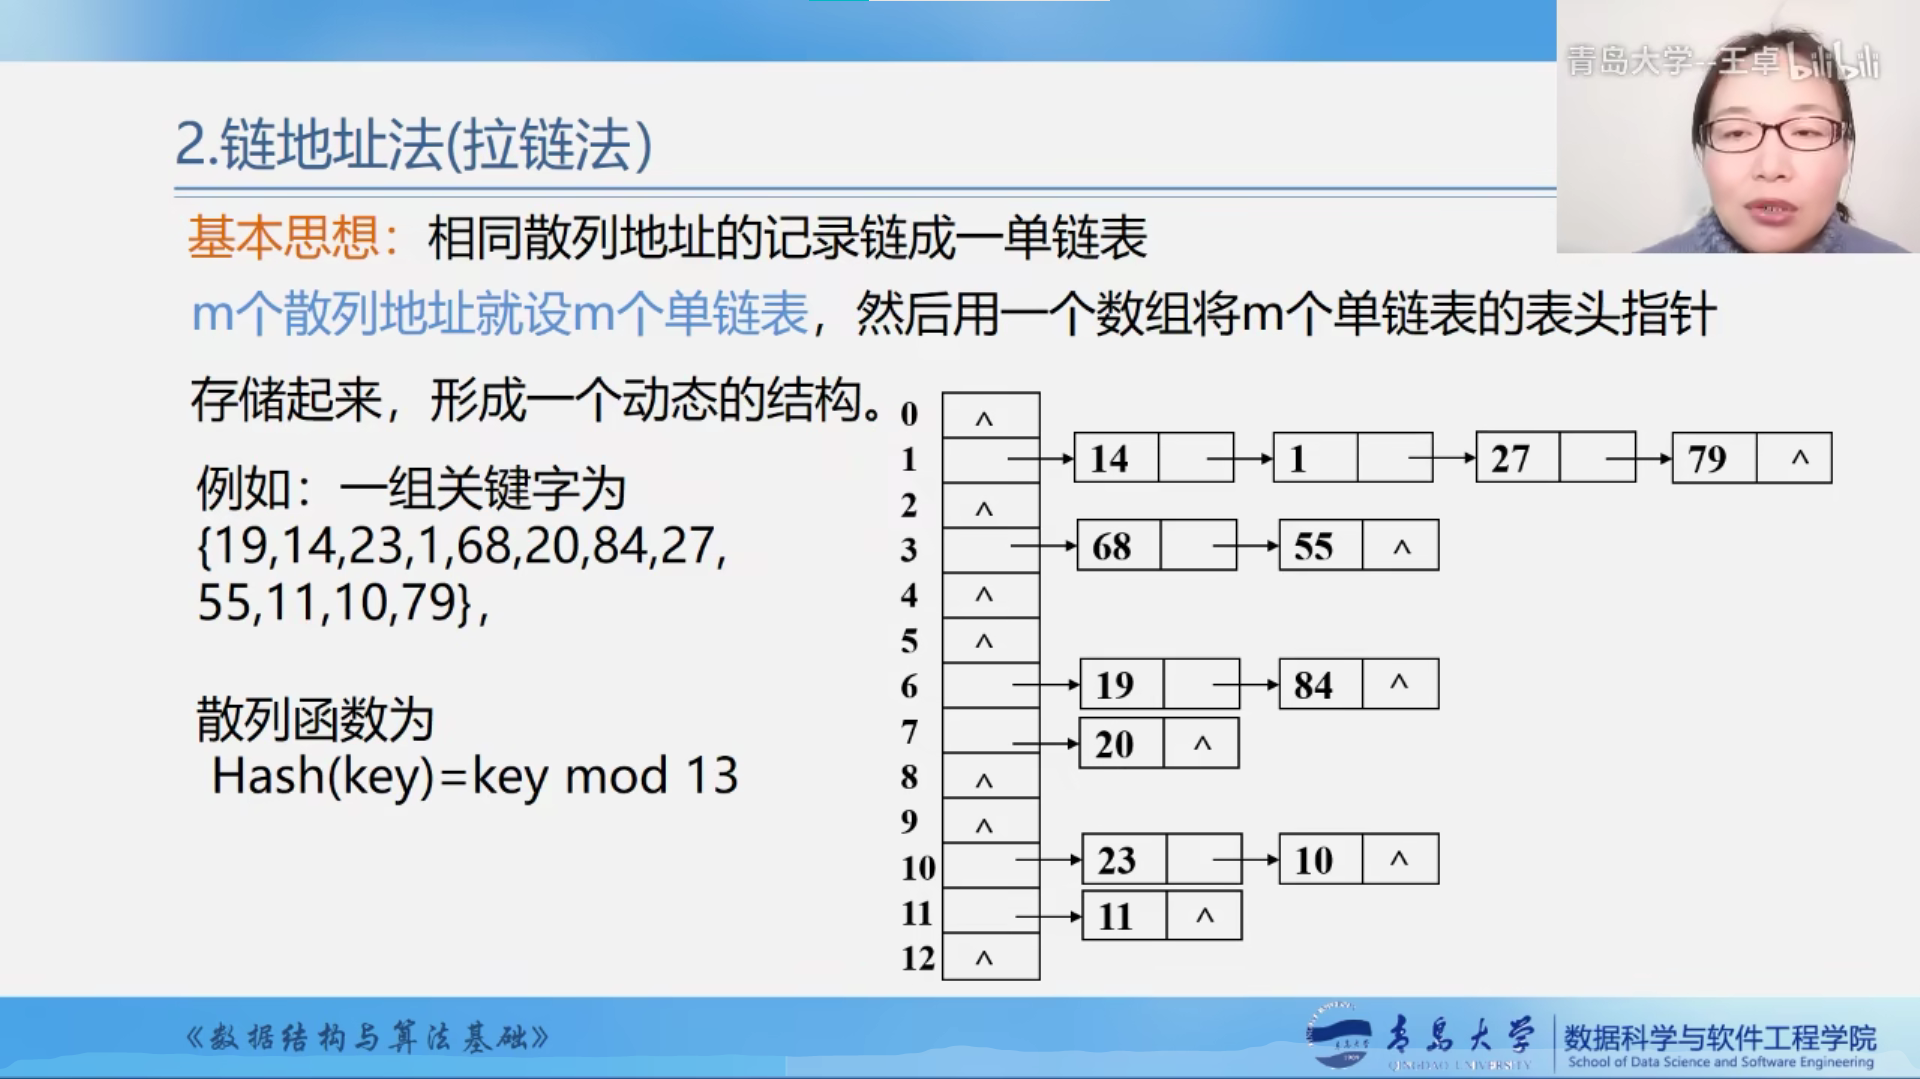 青岛大学--王卓 bilibili
2.链地址法(拉链法)
基本思想：相同散列地址的记录链成一单链表
m个散列地址就设m个单链表，然后用一个数组将m个单链表的表头指针
存储起来，形成一个动态的结构。
例如：一组关键字为
{19,14,23,1,68,20,84,27,
55,11,10,79}，
散列函数为
Hash(key)=key mod 13
0 ^
1 14 1 27 79 ^
2 ^
3 68 55 ^
4 ^
5 ^
6 19 84 ^
7 20 ^
8 ^
9 ^
10 23 10 ^
11 11 ^
12 ^
《数据结构与算法基础》
青岛大学
QINGDAO UNIVERSITY
数据科学与软件工程学院
School of Data Science and Software Engineering